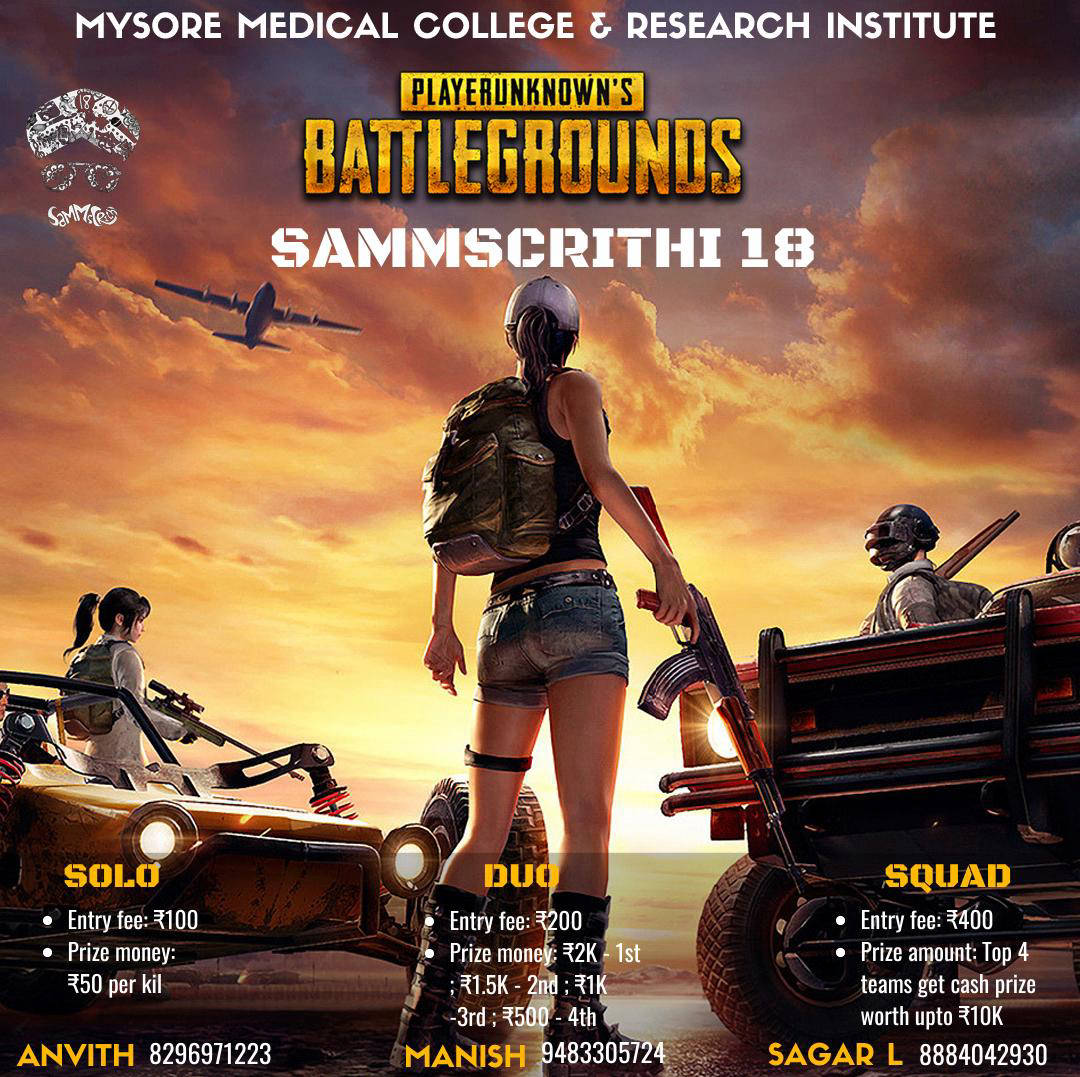 MYSORE MEDICAL COLLEGE & RESEARCH INSTITUTE
PLAYERUNKNOWN'S
BATTLEGROUNDS
SAMMSCRITHI 18
SOLO
• Entry fee: ₹100
• Prize money:
₹50 per kil
ANVITH 8296971223
DUO
• Entry fee: ₹200
• Prize money: ₹2K - 1st
; ₹1.5K - 2nd ; ₹1K
-3rd ; ₹500 - 4th
MANISH 9483305724
SQUAD
• Entry fee: ₹400
• Prize amount: Top 4
teams get cash prize
worth upto ₹10K
SAGAR L 8884042930